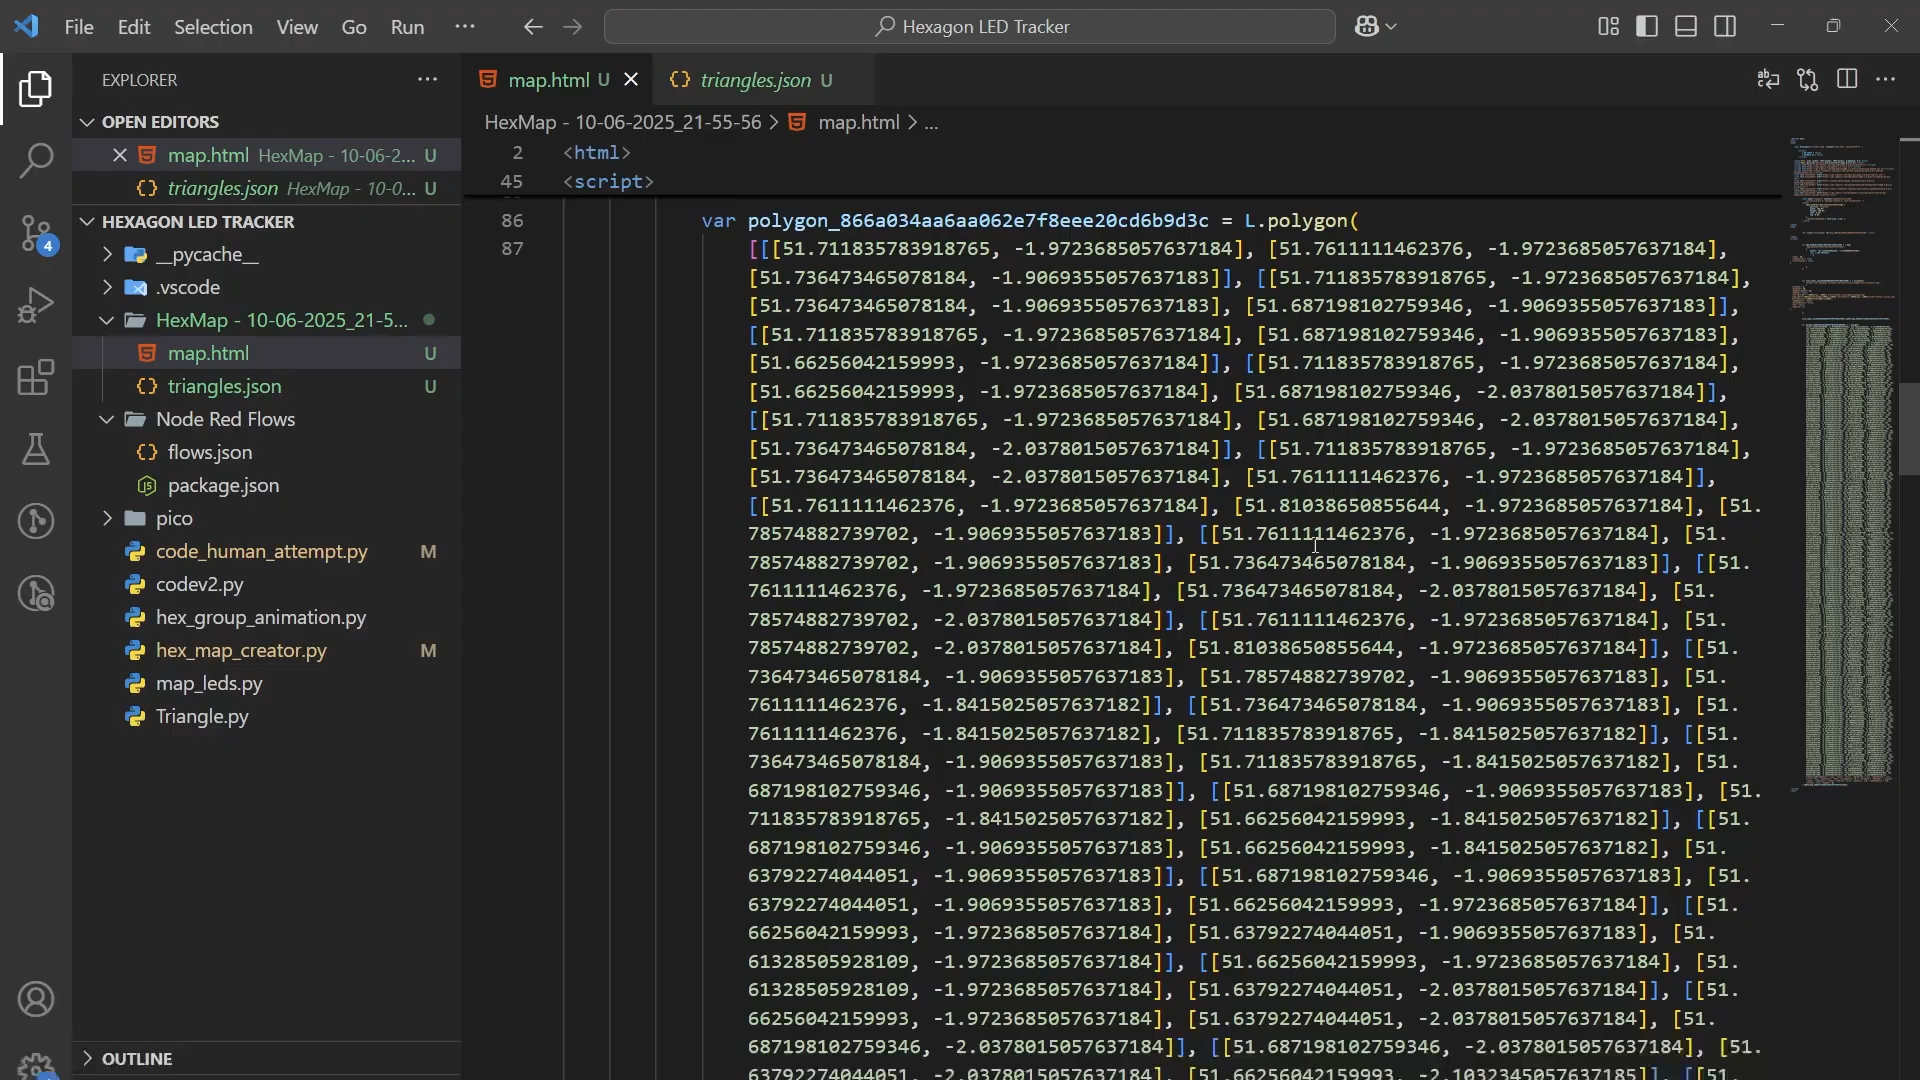 File Edit Selection View Go Run ... Hexagon LED Tracker
EXPLORER ...
map.html U
triangles.json U
OPEN EDITORS
map.html HexMap - 10-06-2... U
triangles.json HexMap - 10-0... U
HEXAGON LED TRACKER
__pycache__
.vscode
HexMap - 10-06-2025_21-5...
map.html U
triangles.json U
Node Red Flows
flows.json
package.json
pico
code_human_attempt.py M
codev2.py
hex_group_animation.py
hex_map_creator.py M
map_leds.py
Triangle.py
OUTLINE
4
HexMap - 10-06-2025_21-55-56 > map.html > ...
2 <html>
45 <script>
86 var polygon_866a034aa6aa062e7f8eee20cd6b9d3c = L.polygon(
87 [[[51.711835783918765, -1.9723685057637184], [51.7611111462376, -1.9723685057637184],
[51.736473465078184, -1.9069355057637183]], [[51.711835783918765, -1.9723685057637184],
[51.736473465078184, -1.9069355057637183], [51.687198102759346, -1.9069355057637183]],
[[51.711835783918765, -1.9723685057637184], [51.687198102759346, -1.9069355057637183],
[51.66256042159993, -1.9723685057637184]], [[51.711835783918765, -1.9723685057637184],
[51.66256042159993, -1.9723685057637184], [51.687198102759346, -2.0378015057637184]],
[[51.711835783918765, -1.9723685057637184], [51.687198102759346, -2.0378015057637184],
[51.736473465078184, -2.0378015057637184]], [[51.711835783918765, -1.9723685057637184],
[51.736473465078184, -2.0378015057637184], [51.7611111462376, -1.9723685057637184]],
[[51.7611111462376, -1.9723685057637184], [51.81038650855644, -1.9723685057637184], [51.
78574882739702, -1.9069355057637183]], [[51.7611111462376, -1.9723685057637184], [51.
78574882739702, -1.9069355057637183], [51.736473465078184, -1.9069355057637183]], [[51.
7611111462376, -1.9723685057637184], [51.736473465078184, -2.0378015057637184], [51.
78574882739702, -2.0378015057637184]], [[51.7611111462376, -1.9723685057637184], [51.
78574882739702, -2.0378015057637184], [51.81038650855644, -1.9723685057637184]], [[51.
736473465078184, -1.9069355057637183], [51.78574882739702, -1.9069355057637183], [51.
7611111462376, -1.8415025057637182]], [[51.736473465078184, -1.9069355057637183], [51.
7611111462376, -1.8415025057637182], [51.711835783918765, -1.8415025057637182]], [[51.
736473465078184, -1.9069355057637183], [51.711835783918765, -1.8415025057637182], [51.
687198102759346, -1.9069355057637183]], [[51.687198102759346, -1.9069355057637183], [51.
711835783918765, -1.8415025057637182], [51.66256042159993, -1.8415025057637182]], [[51.
687198102759346, -1.9069355057637183], [51.66256042159993, -1.8415025057637182], [51.
63792274044051, -1.9069355057637183]], [[51.687198102759346, -1.9069355057637183], [51.
63792274044051, -1.9069355057637183], [51.66256042159993, -1.9723685057637184]], [[51.
66256042159993, -1.9723685057637184], [51.63792274044051, -1.9069355057637183], [51.
61328505928109, -1.9723685057637184]], [[51.66256042159993, -1.9723685057637184], [51.
61328505928109, -1.9723685057637184], [51.63792274044051, -2.0378015057637184]], [[51.
66256042159993, -1.9723685057637184], [51.63792274044051, -2.0378015057637184], [51.
687198102759346, -2.0378015057637184]], [[51.687198102759346, -2.0378015057637184], [51.
63792274044051, -2.0378015057637184], [51.66256042159993, -2.1032345057637185]], [[51.